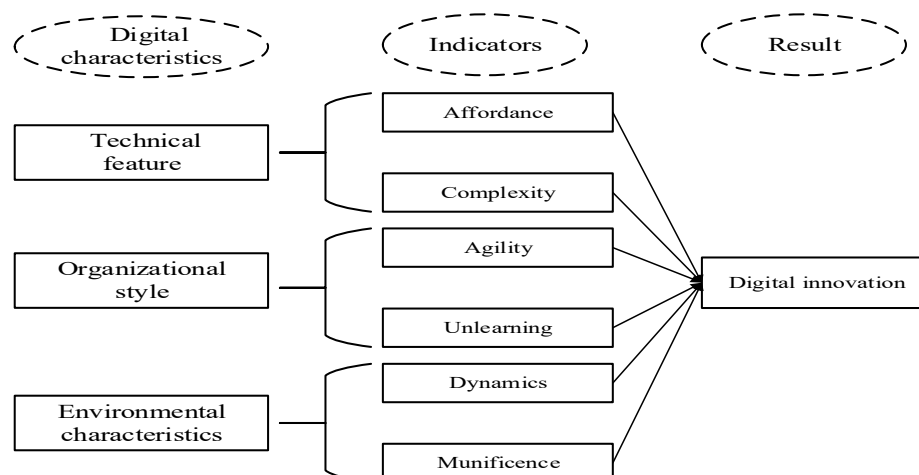 Digital
characteristics
Indicators
Result
Technical
feature
Affordance
Complexity
Organizational
style
Agility
Unlearning
Digital innovation
Environmental
characteristics
Dynamics
Munificence